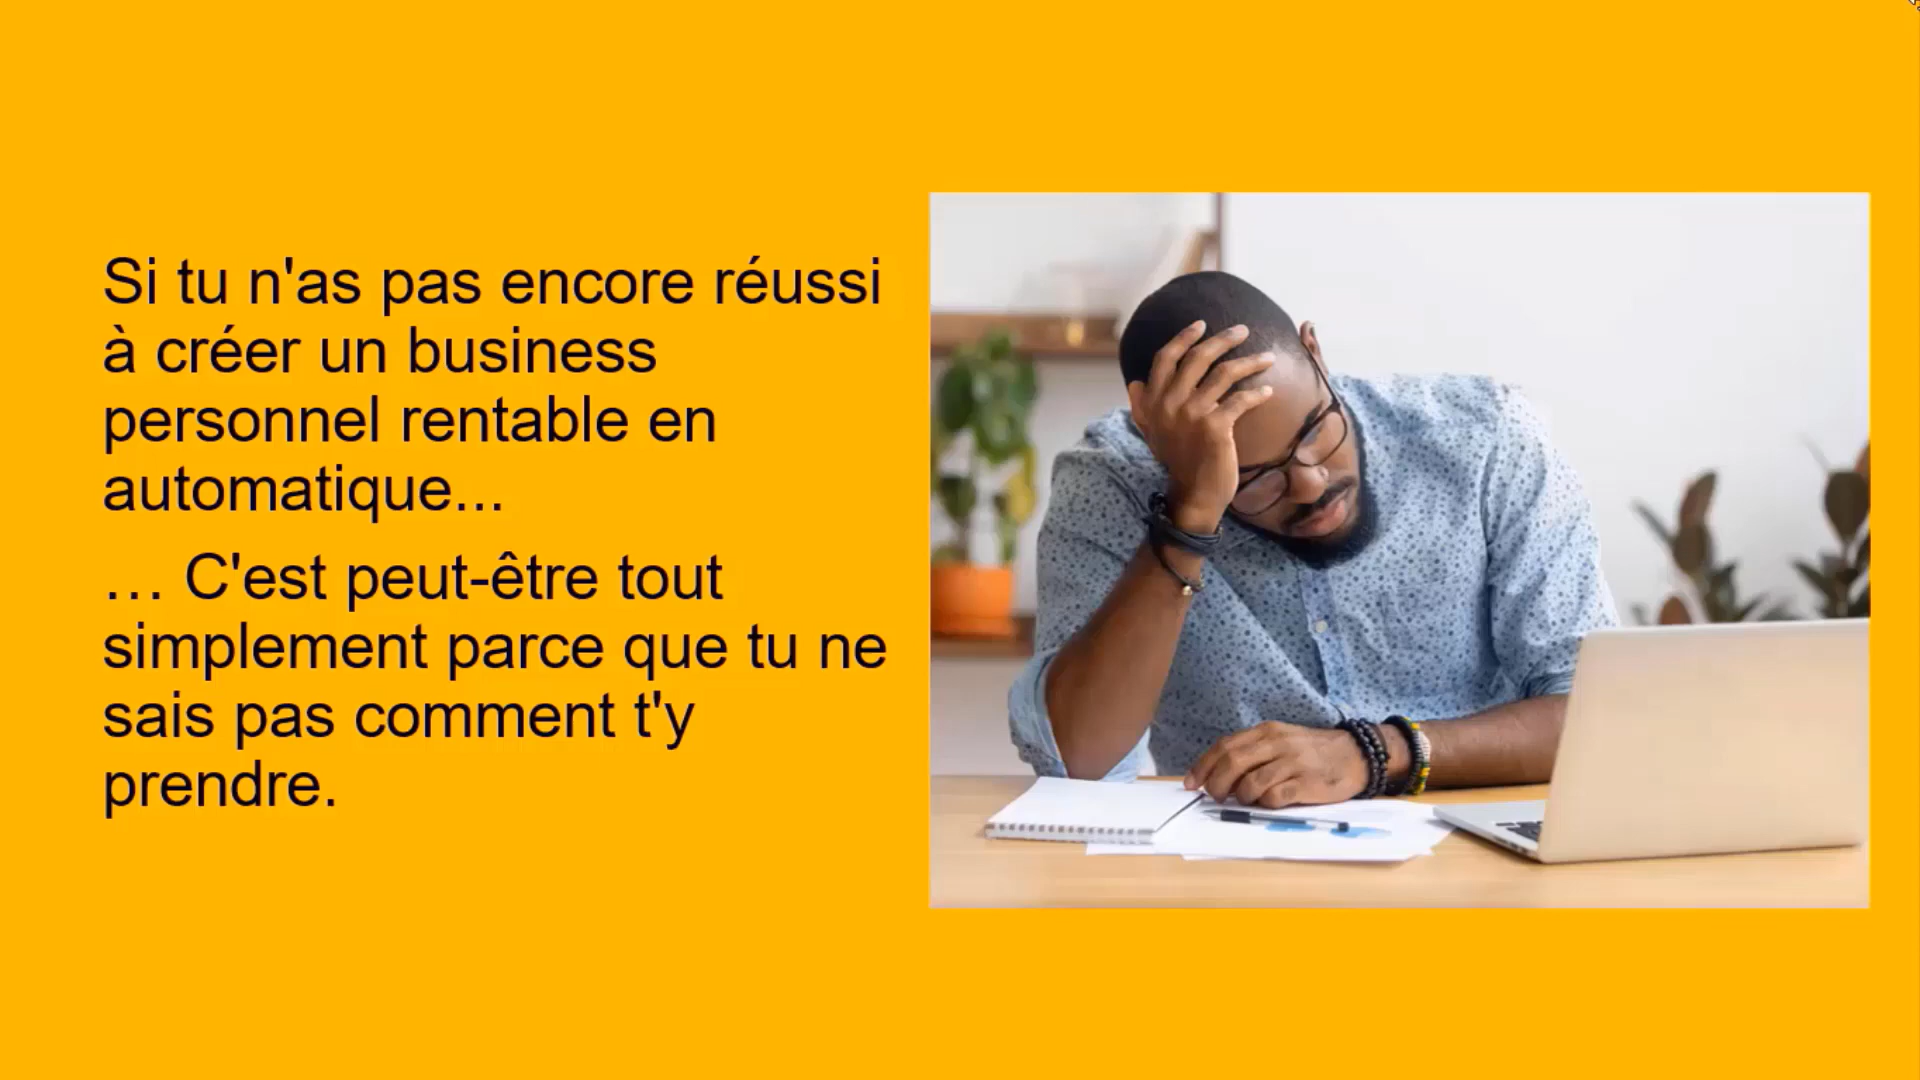 Si tu n'as pas encore réussi
à créer un business
personnel rentable en
automatique...
… C'est peut-être tout
simplement parce que tu ne
sais pas comment t'y
prendre.